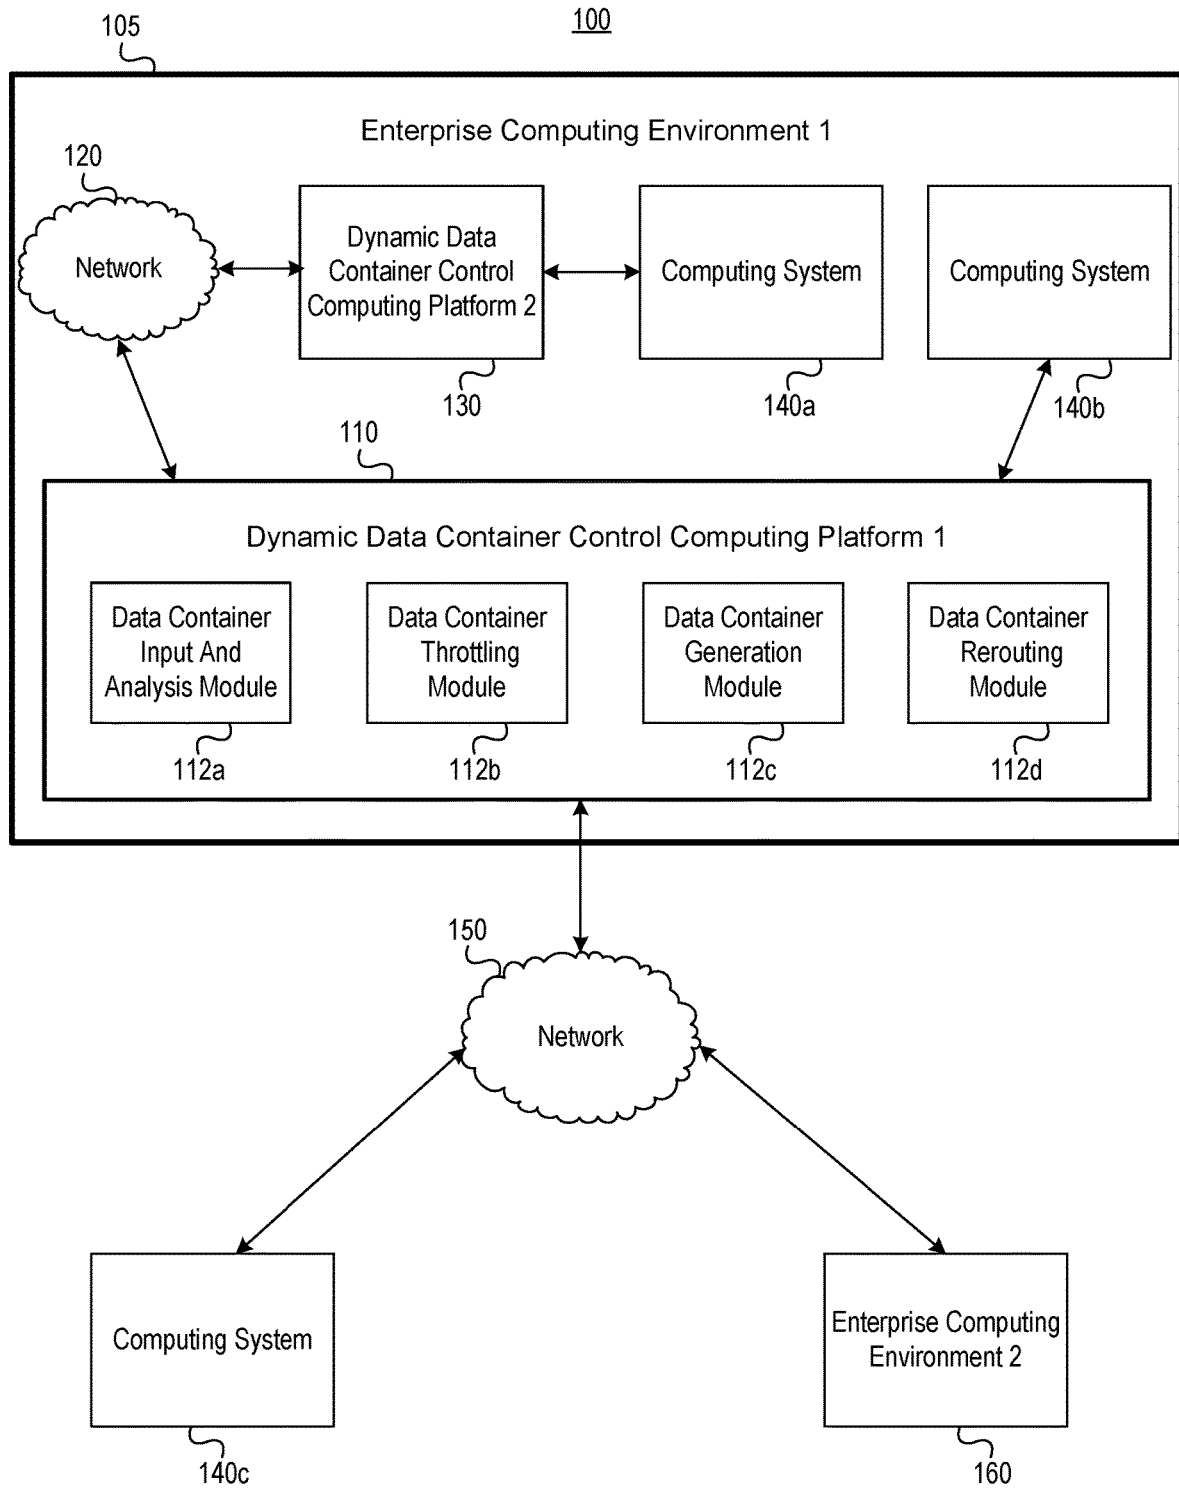 100
105
Enterprise Computing Environment 1
120
Network
Dynamic Data
Container Control
Computing Platform 2
Computing System
Computing System
130
140a
140b
110
Dynamic Data Container Control Computing Platform 1
Data Container
Input And
Analysis Module
Data Container
Throttling
Module
Data Container
Generation
Module
Data Container
Rerouting
Module
112a
112b
112c
112d
150
Network
Computing System
Enterprise Computing
Environment 2
140c
160